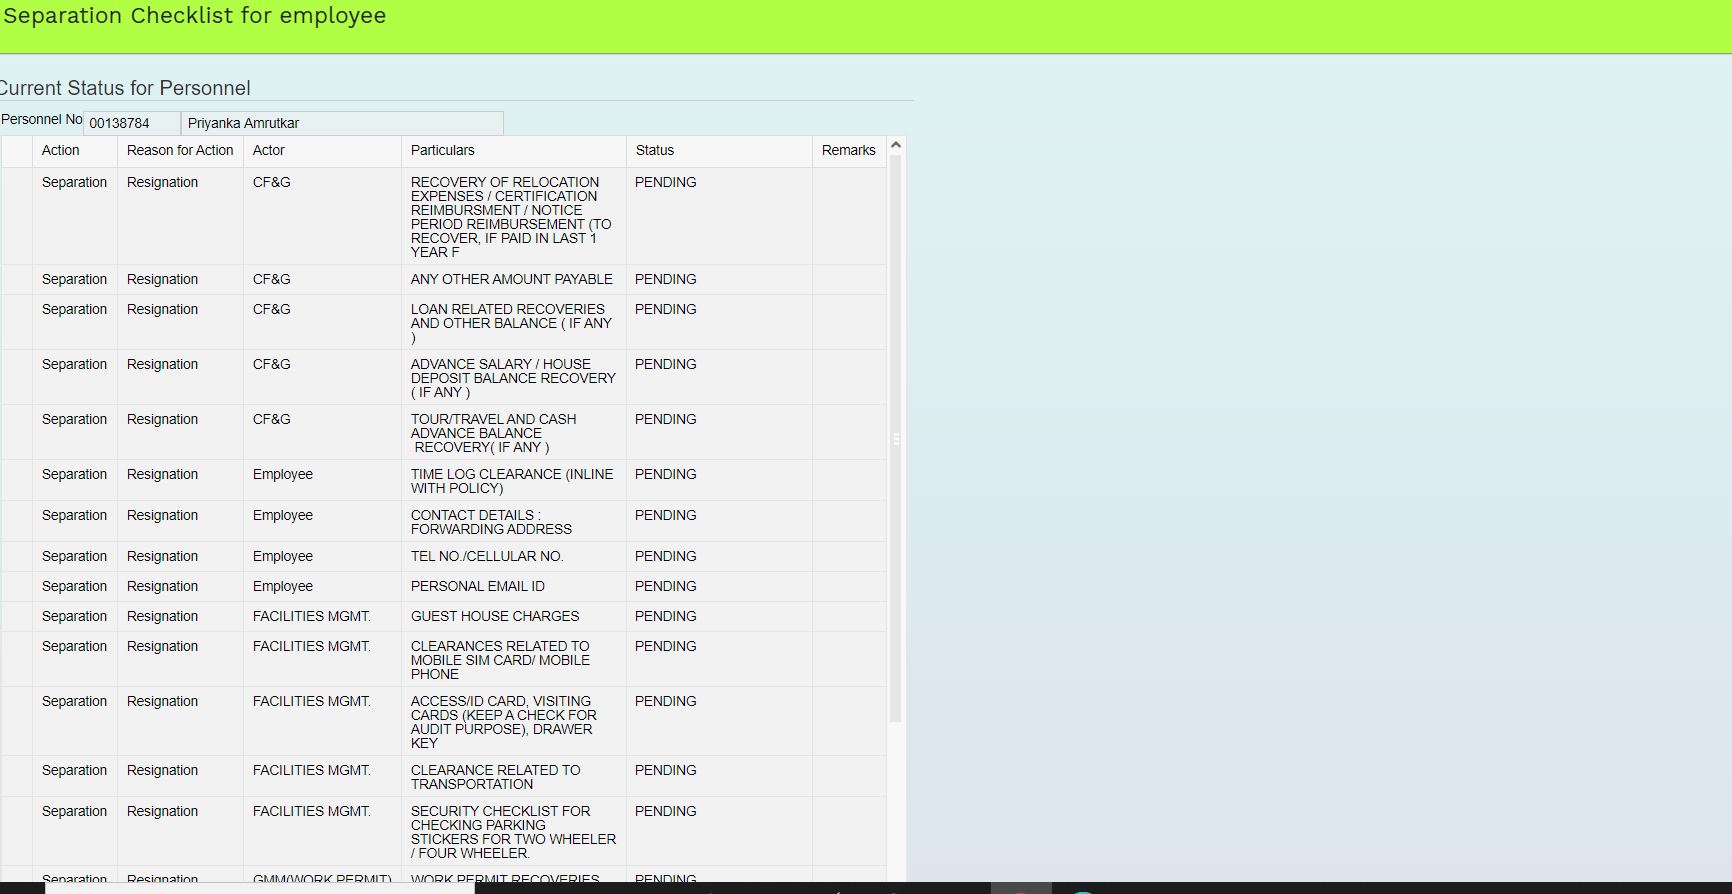 Separation Checklist for employee
Current Status for Personnel
Personnel No 00138784 Priyanka Amrutkar
Action Reason for Action Actor Particulars Status Remarks
Separation Resignation CF&G RECOVERY OF RELOCATION PENDING
EXPENSES / CERTIFICATION
REIMBURSMENT / NOTICE
PERIOD REIMBURSEMENT (TO
RECOVER, IF PAID IN LAST 1
YEAR F
Separation Resignation CF&G ANY OTHER AMOUNT PAYABLE PENDING
Separation Resignation CF&G LOAN RELATED RECOVERIES PENDING
AND OTHER BALANCE ( IF ANY
)
Separation Resignation CF&G ADVANCE SALARY / HOUSE PENDING
DEPOSIT BALANCE RECOVERY
( IF ANY )
Separation Resignation CF&G TOUR/TRAVEL AND CASH PENDING
ADVANCE BALANCE
RECOVERY( IF ANY )
Separation Resignation Employee TIME LOG CLEARANCE (INLINE PENDING
WITH POLICY)
Separation Resignation Employee CONTACT DETAILS : PENDING
FORWARDING ADDRESS
Separation Resignation Employee TEL NO./CELLULAR NO. PENDING
Separation Resignation Employee PERSONAL EMAIL ID PENDING
Separation Resignation FACILITIES MGMT. GUEST HOUSE CHARGES PENDING
Separation Resignation FACILITIES MGMT. CLEARANCES RELATED TO PENDING
MOBILE SIM CARD/ MOBILE
PHONE
Separation Resignation FACILITIES MGMT. ACCESS/ID CARD, VISITING PENDING
CARDS (KEEP A CHECK FOR
AUDIT PURPOSE), DRAWER
KEY
Separation Resignation FACILITIES MGMT. CLEARANCE RELATED TO PENDING
TRANSPORTATION
Separation Resignation FACILITIES MGMT. SECURITY CHECKLIST FOR PENDING
CHECKING PARKING
STICKERS FOR TWO WHEELER
/ FOUR WHEELER.
Separation Resignation GMM(WORK PERMIT) WORK PERMIT RECOVERIES PENDING